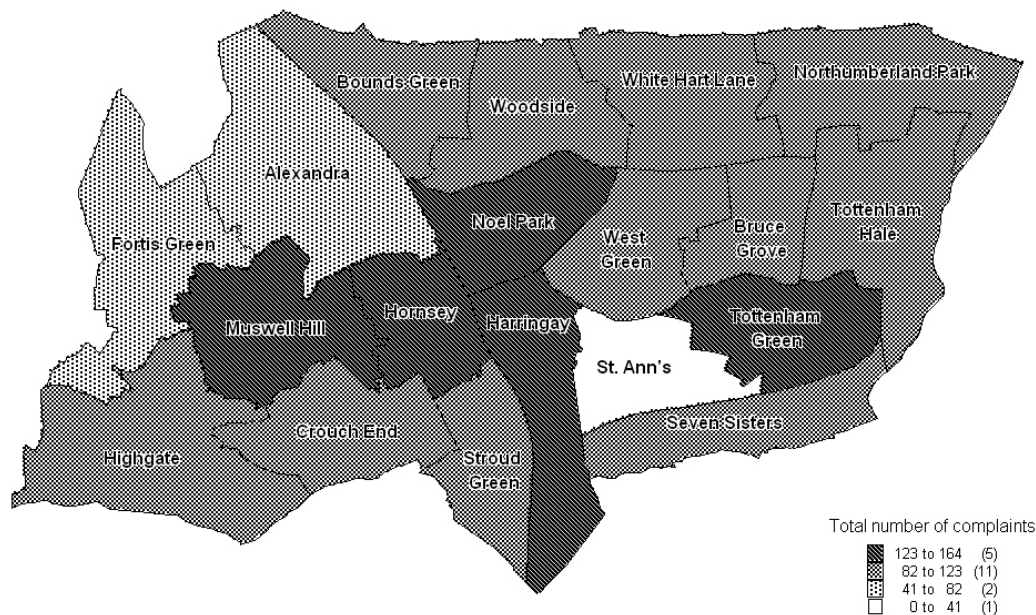 Bounds Green
Woodside
White Hart Lane
Northumberland Park
Alexandra
Noel Park
Fortis Green
West
Green
Bruce
Grove
Tottenham
Hale
Muswell Hill
Hornsey
Harringay
Tottenham
Green
St. Ann's
Seven Sisters
Crouch End
Highgate
Stroud
Green
Total number of complaints
123 to 164 (5)
82 to 123 (11)
41 to 82 (2)
0 to 41 (1)